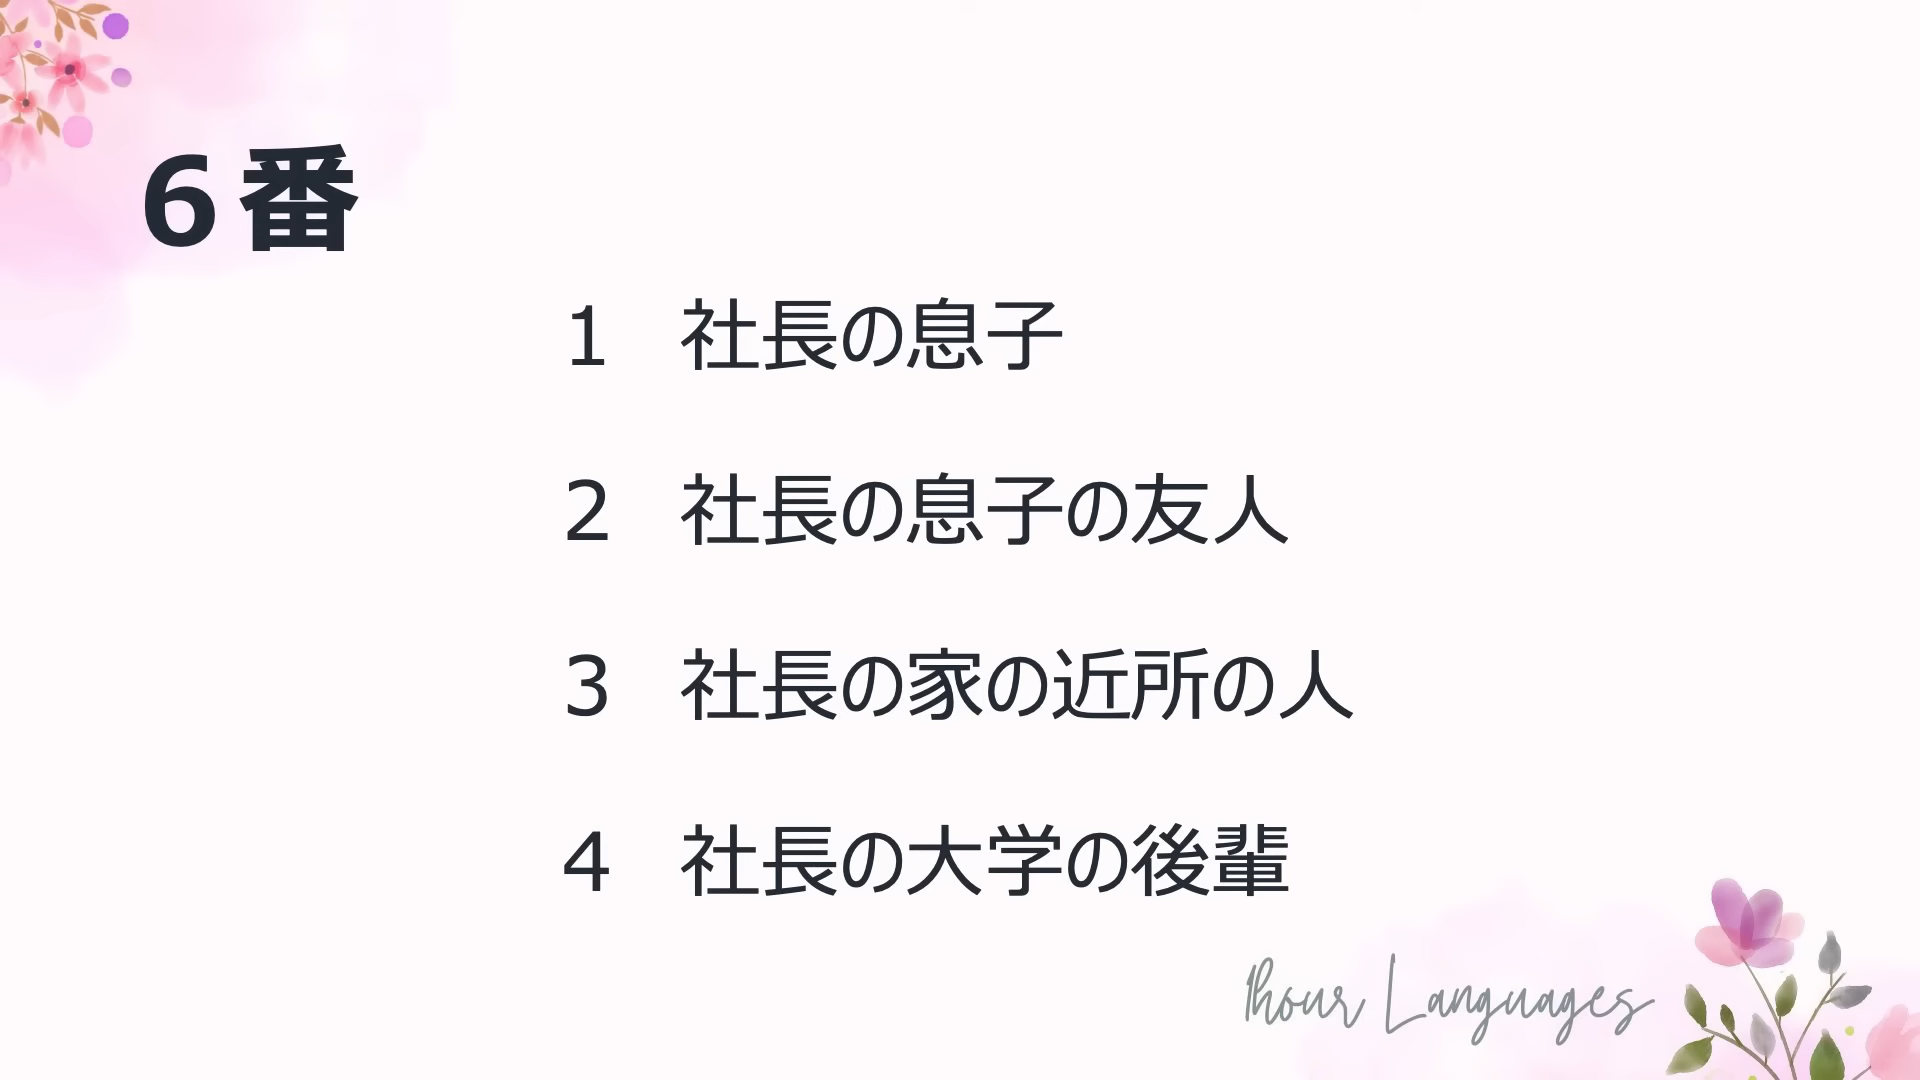 ６番
1 社長の息子
2 社長の息子の友人
3 社長の家の近所の人
4 社長の大学の後輩
1hour Languages